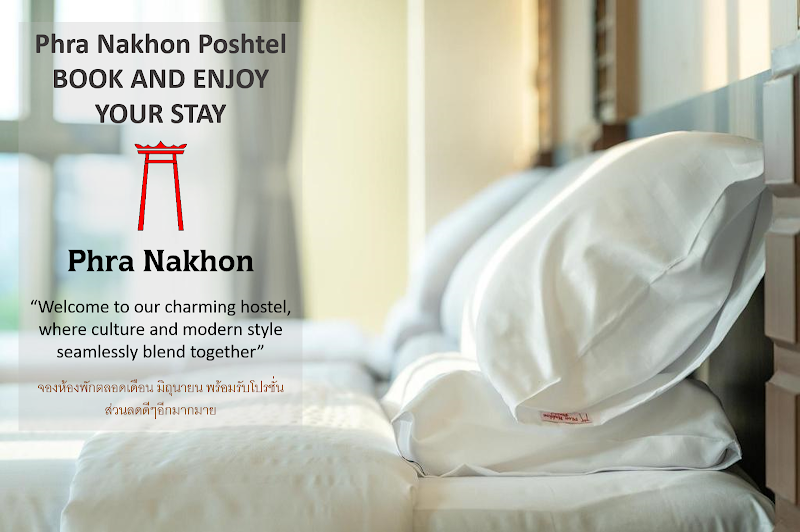 Phra Nakhon Poshtel
BOOK AND ENJOY
YOUR STAY
Phra Nakhon
“Welcome to our charming hostel,
where culture and modern style
seamlessly blend together”
จองห้องพักตลอดเดือน มิถุนายน พร้อมรับโปรชั่น
ส่วนลดดีๆอีกมากมาย
Phra Nakhon